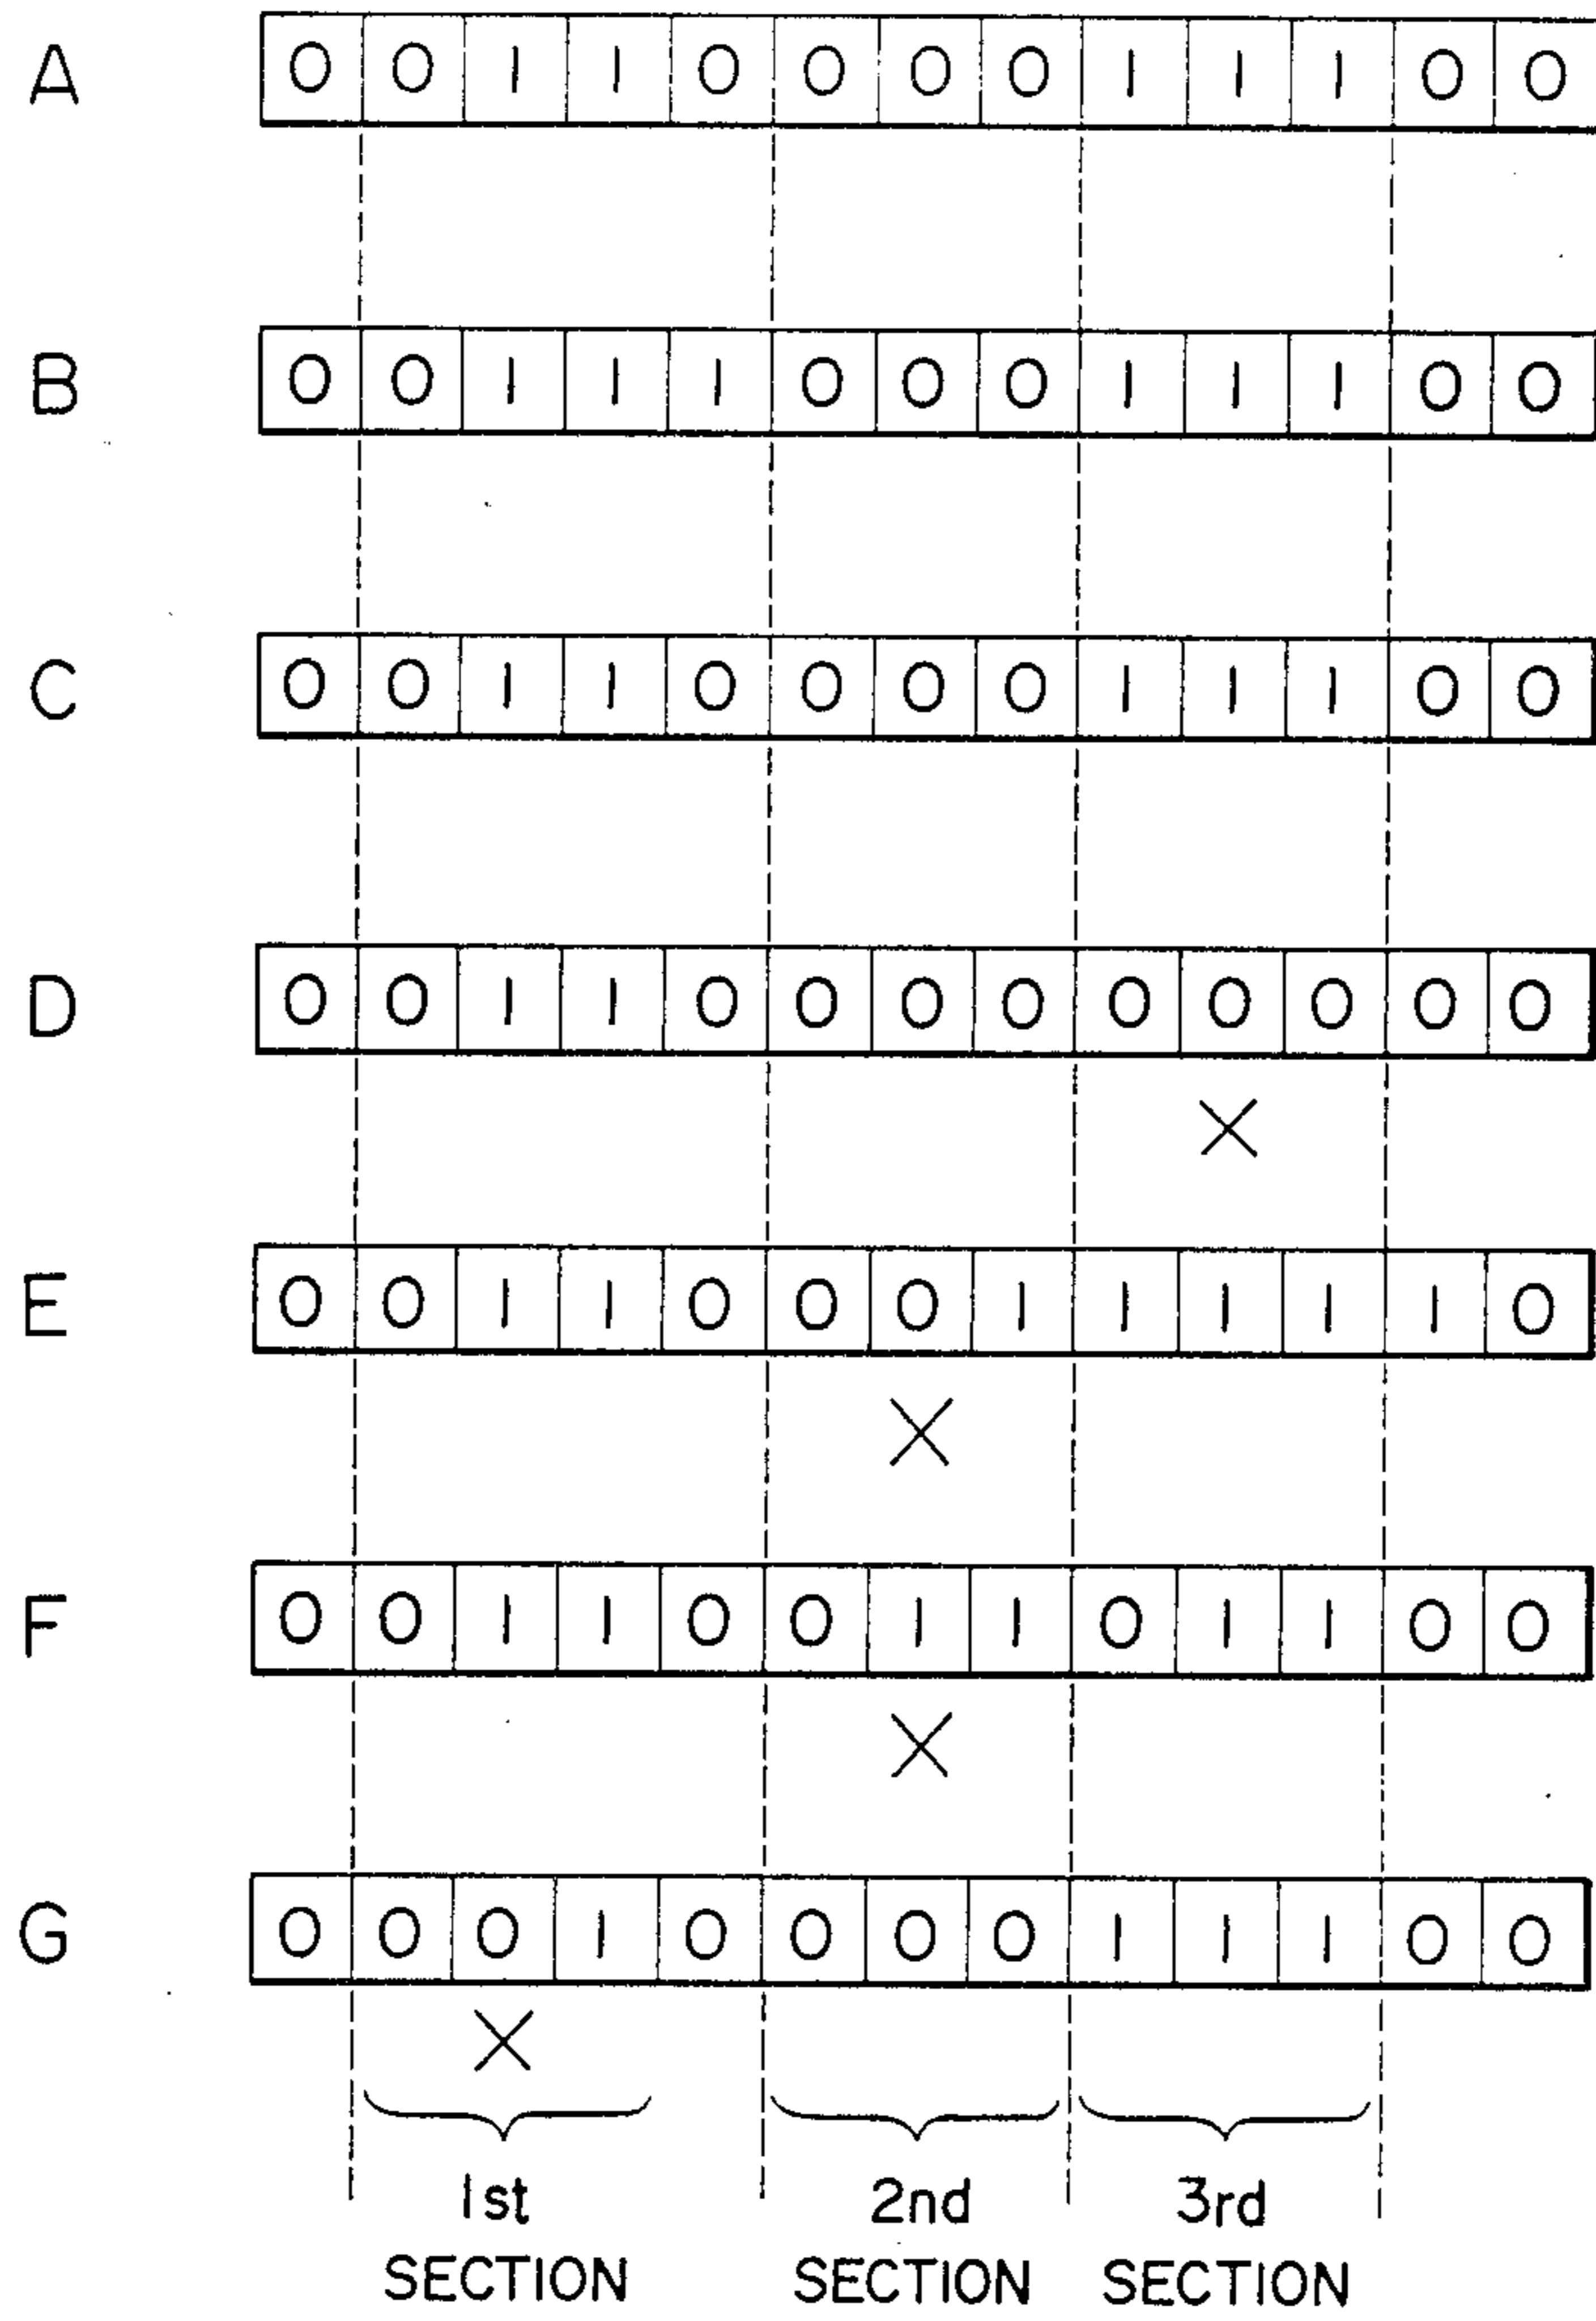 A 0 0 1 1 0 0 0 0 1 1 1 0 0
B 0 0 1 1 1 0 0 0 1 1 1 0 0
C 0 0 1 1 0 0 0 0 1 1 1 0 0
D 0 0 1 1 0 0 0 0 0 0 0 0 0
E 0 0 1 1 0 0 0 1 1 1 1 1 0
F 0 0 1 1 0 0 1 1 0 1 1 0 0
G 0 0 0 1 0 0 0 0 1 1 1 0 0
1st 2nd 3rd
SECTION SECTION SECTION